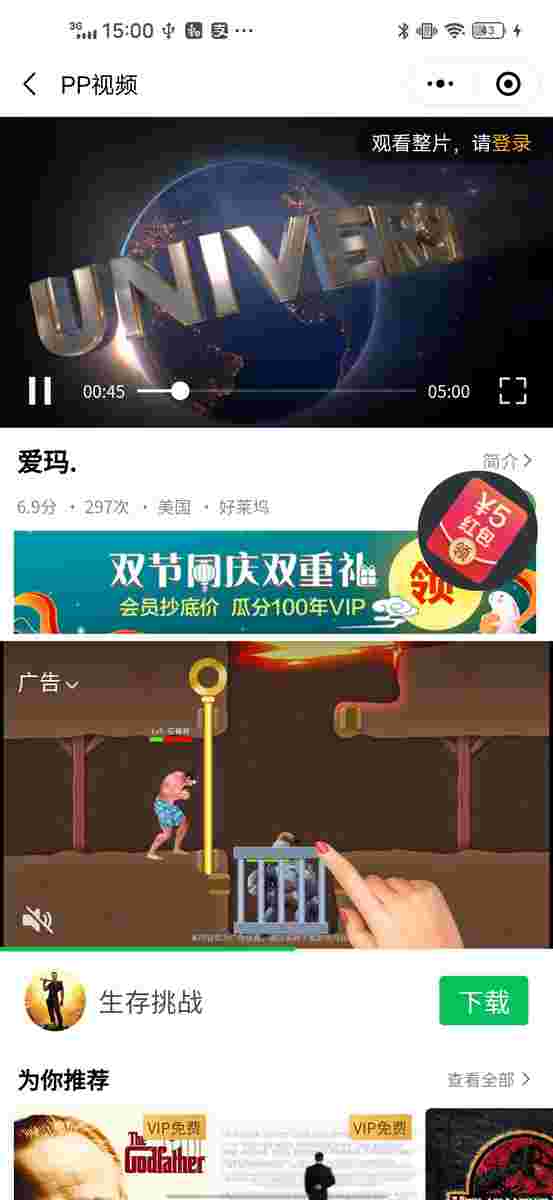 3G 15:00 支 ··· 43
PP视频
观看整片，请登录
UNIVER
00:45
05:00
爱玛.
简介
6.9分 · 297次 · 美国 · 好莱坞
¥5
红包
领
双节同庆双重礼
领
会员抄底价 瓜分100年VIP
广告
生存挑战
下载
为你推荐
查看全部
VIP免费
VIP免费
The
Godfather